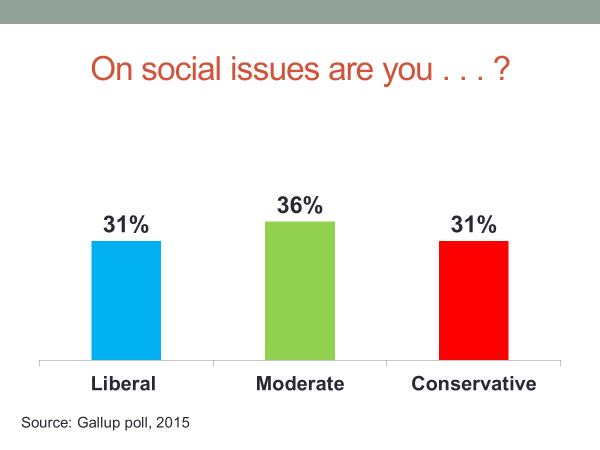 On social issues are you . . . ?
31%
36%
31%
Liberal
Moderate
Conservative
Source: Gallup poll, 2015